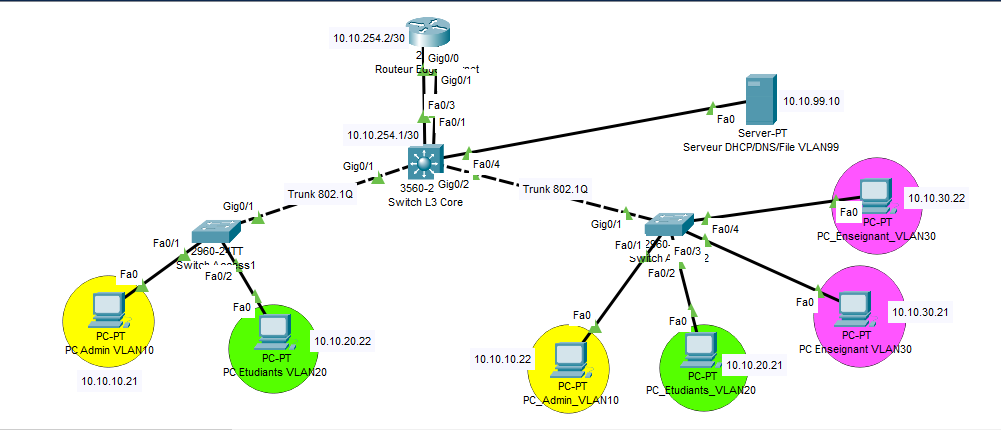 10.10.254.2/30
Gig0/0
Routeur
Gig0/1
Fa0/3
Fa0/1
10.10.254.1/30
Gig0/1
Fa0/4
3560-2
Gig0/2
Switch L3 Core
Fa0
10.10.99.10
Server-PT
Serveur DHCP/DNS/File VLAN99
Trunk 802.1Q
Trunk 802.1Q
Gig0/1
2960-24TT
Switch Access1
Fa0/1
Fa0/2
Fa0
PC-PT
PC Admin VLAN10
10.10.10.21
Fa0
10.10.20.22
PC-PT
PC Etudiants VLAN20
Gig0/1
Fa0/4
Fa0/1
2960-
Fa0/3
Fa0/2
Fa0
10.10.30.22
PC-PT
PC_Enseignant_VLAN30
Fa0
10.10.30.21
PC-PT
PC Enseignant VLAN30
Fa0
10.10.10.22
PC-PT
PC_Admin_VLAN10
Fa0
10.10.20.21
PC-PT
PC_Etudiants_VLAN20